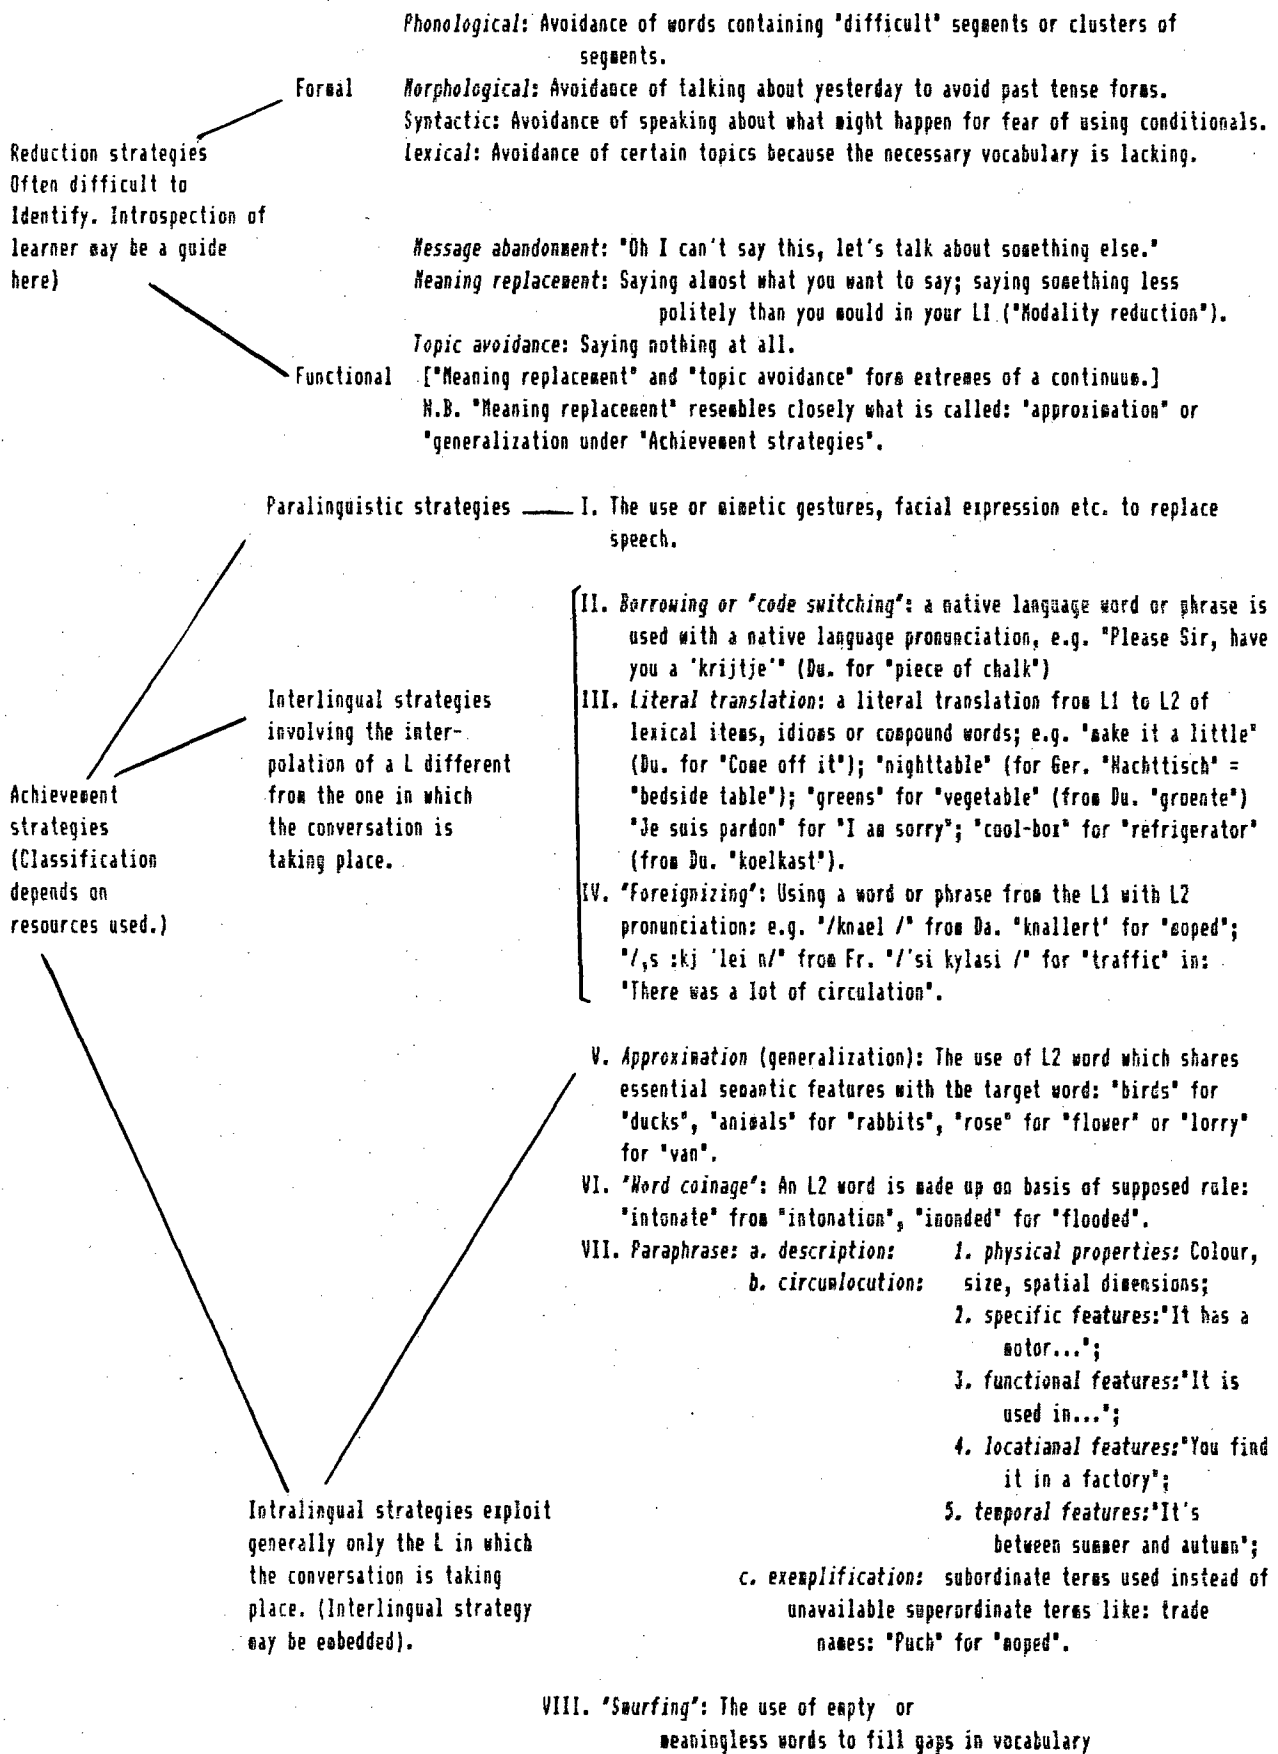 Phonological: Avoidance of words containing "difficult" segments or clusters of
segments.
Formal
Morphological: Avoidance of talking about yesterday to avoid past tense forms.
Syntactic: Avoidance of speaking about what might happen for fear of using conditionals.
Lexical: Avoidance of certain topics because the necessary vocabulary is lacking.
Reduction strategies
Often difficult to
Identify. Introspection of
learner may be a guide
here)
Message abandonment: "Oh I can't say this, let's talk about something else."
Meaning replacement: Saying almost what you want to say; saying something less
politely than you would in your L1 ("Modality reduction").
Topic avoidance: Saying nothing at all.
Functional
["Meaning replacement" and "topic avoidance" form extremes of a continuum.]
N.B. "Meaning replacement" resembles closely what is called: "approximation" or
"generalization under "Achievement strategies".
Paralinguistic strategies
I. The use or mimetic gestures, facial expression etc. to replace
speech.
II. Borrowing or "code switching": a native language word or phrase is
used with a native language pronunciation, e.g. "Please Sir, have
you a 'krijtje'" (Du. for "piece of chalk")
Interlingual strategies
involving the inter-
polation of a L different
from the one in which
the conversation is
taking place.
III. Literal translation: a literal translation from L1 to L2 of
lexical items, idioms or compound words; e.g. "make it a little"
(Du. for "Come off it"); "nighttable" (for Ger. "Nachttisch" =
"bedside table"); "greens" for "vegetable" (from Du. "groente")
"Je suis pardon" for "I am sorry"; "cool-box" for "refrigerator"
(from Du. "koelkast").
Achievement
strategies
(Classification
depends on
resources used.)
IV. "Foreignizing": Using a word or phrase from the L1 with L2
pronunciation: e.g. "/knael /" from Da. "knallert" for "moped";
"/,s :kj 'lei n/" from Fr. "/'si kylasi /" for "traffic" in:
"There was a lot of circulation".
V. Approximation (generalization): The use of L2 word which shares
essential semantic features with the target word: "birds" for
"ducks", "animals" for "rabbits", "rose" for "flower" or "lorry"
for "van".
VI. "Word coinage": An L2 word is made up on basis of supposed rule:
"intonate" from "intonation", "inonded" for "flooded".
VII. Paraphrase: a. description: 1. physical properties: Colour,
b. circumlocution: size, spatial dimensions;
2. specific features:"It has a
motor...";
3. functional features:"It is
used in...";
4. locational features:"You find
it in a factory";
5. temporal features:"It's
between summer and autumn";
Intralingual strategies exploit
generally only the L in which
the conversation is taking
place. (Interlingual strategy
may be embedded).
c. exemplification: subordinate terms used instead of
unavailable superordinate terms like: trade
names: "Puch" for "moped".
VIII. "Smurfing": The use of empty or
meaningless words to fill gaps in vocabulary